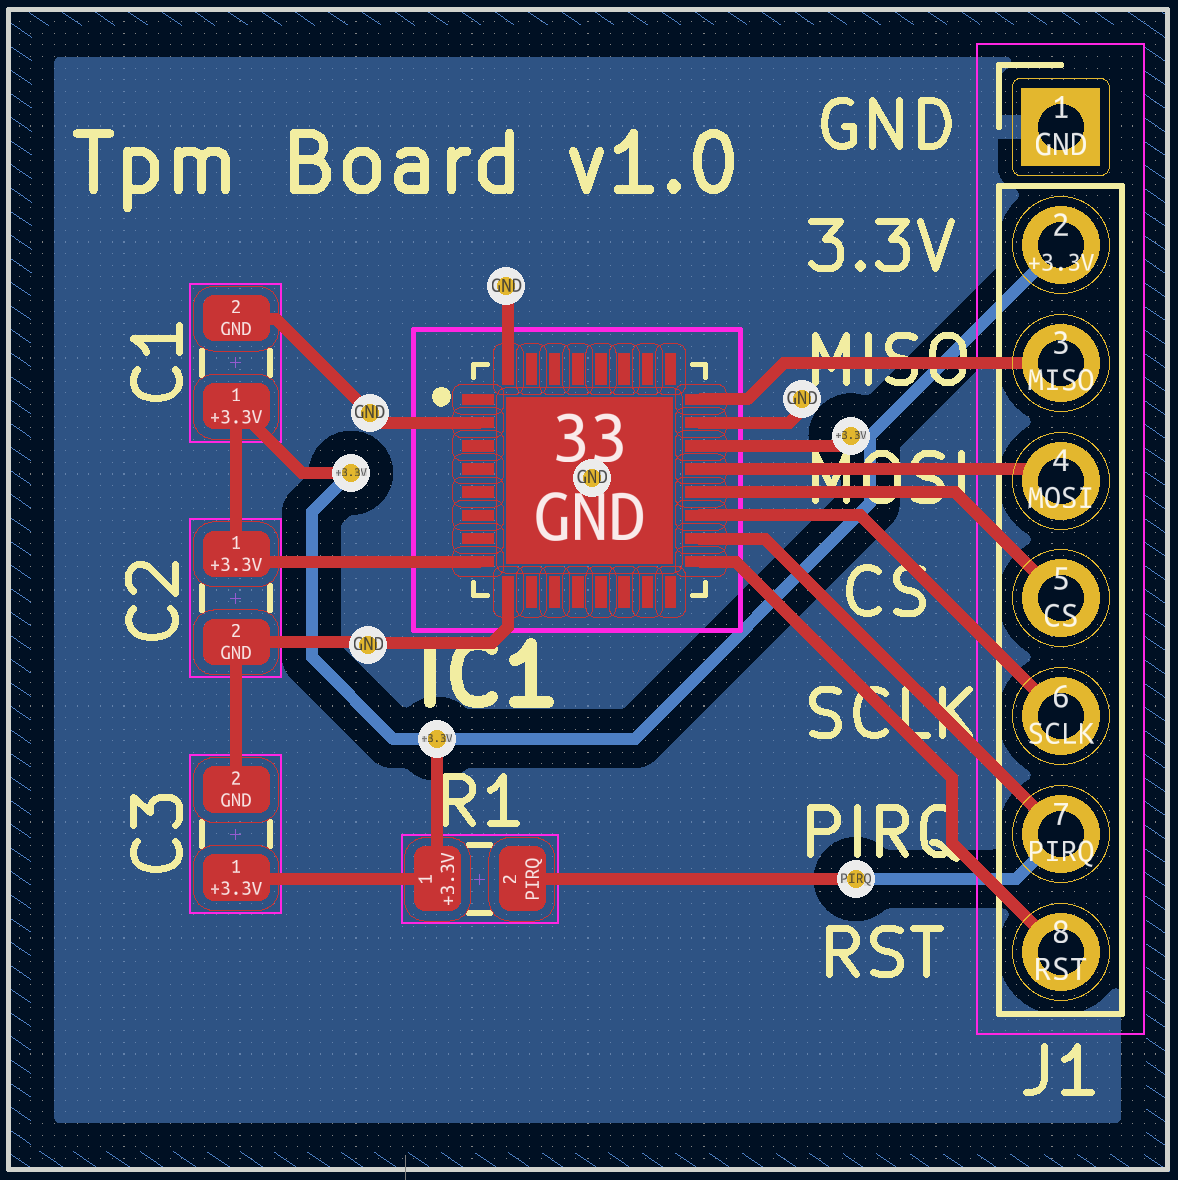 Tpm Board v1.0
GND
1
GND
3.3V
2
+3.3V
GND
2
GND
C1
1
+3.3V
GND
MISO
3
MISO
GND
+3.3V
33
GND
GND
+3.3V
MOSI
4
MOSI
C2
1
+3.3V
2
GND
GND
CS
5
CS
IC1
+3.3V
SCLK
6
SCLK
R1
C3
2
GND
1
+3.3V
1
+3.3V
2
PIRQ
PIRQ
PIRQ
7
PIRQ
RST
8
RST
J1